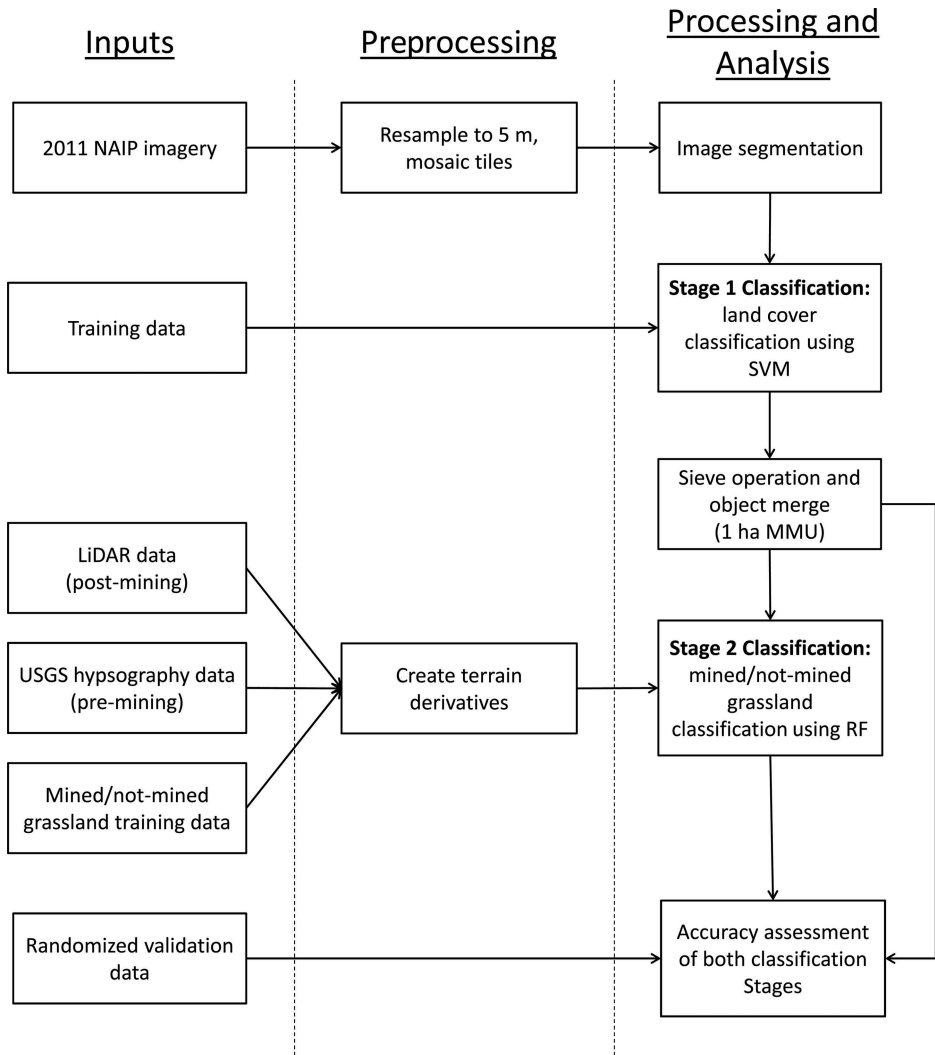 Inputs
Preprocessing
Processing and
Analysis
2011 NAIP imagery
Resample to 5 m,
mosaic tiles
Image segmentation
Training data
Stage 1 Classification:
land cover
classification using
SVM
Sieve operation and
object merge
(1 ha MMU)
LiDAR data
(post-mining)
USGS hypsography data
(pre-mining)
Mined/not-mined
grassland training data
Create terrain
derivatives
Stage 2 Classification:
mined/not-mined
grassland
classification using RF
Randomized validation
data
Accuracy assessment
of both classification
Stages